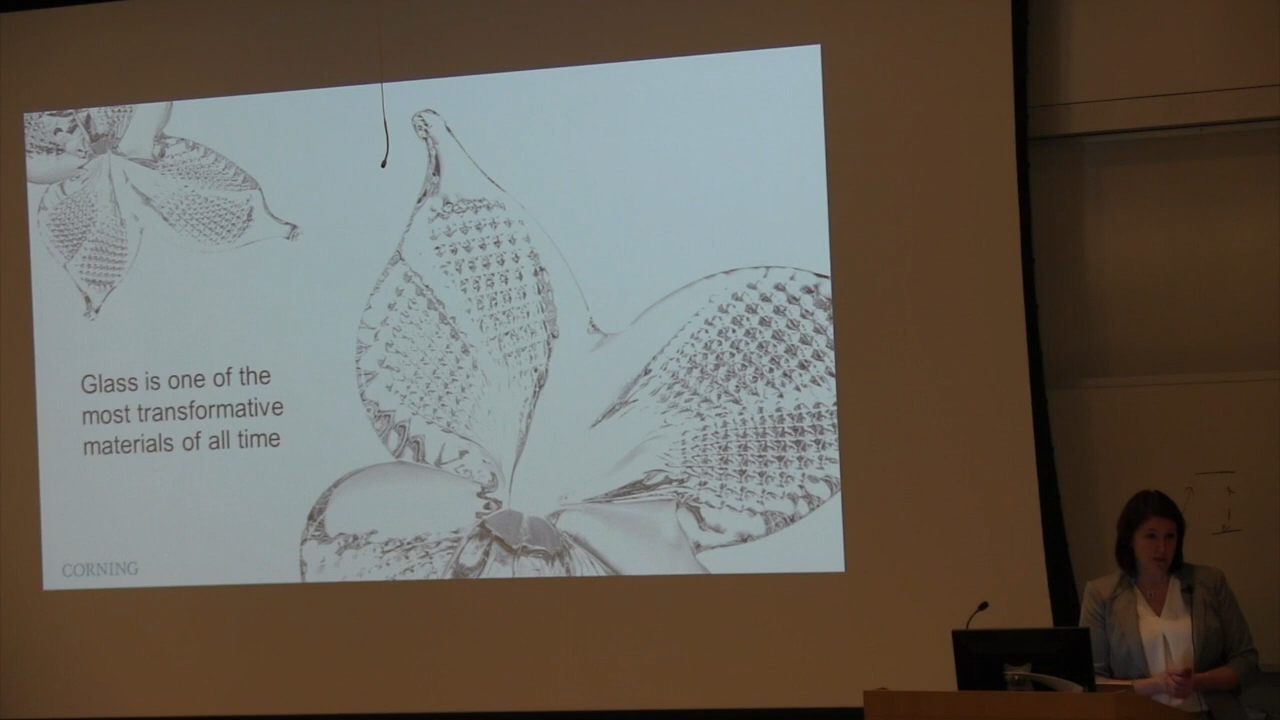 Glass is one of the
most transformative
materials of all time
CORNING